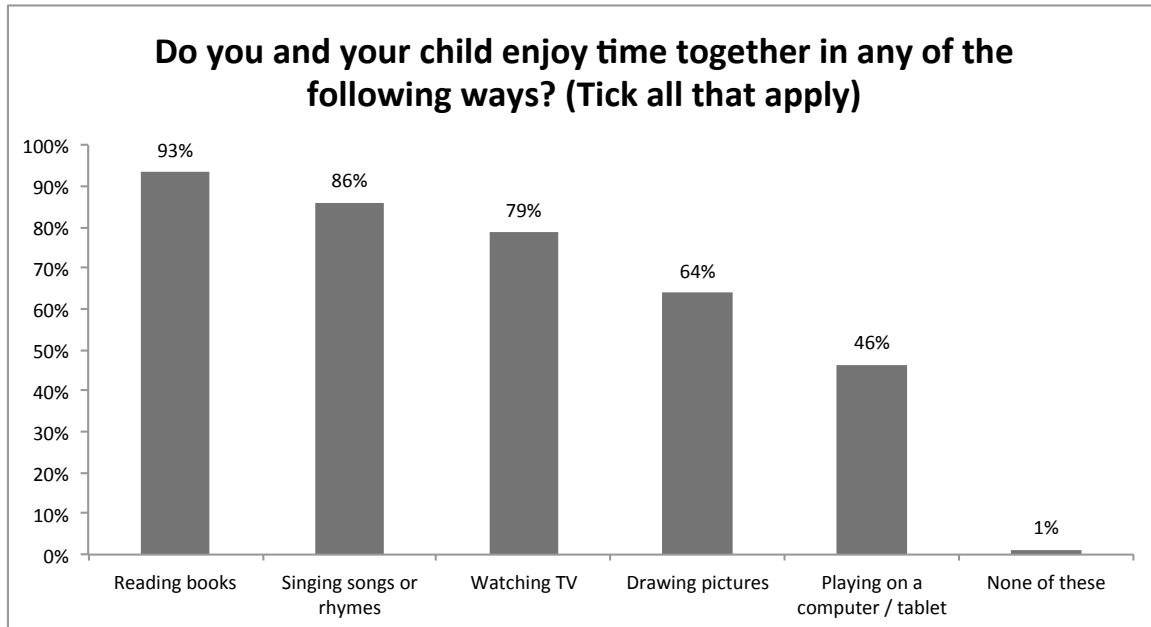 Do you and your child enjoy time together in any of the
following ways? (Tick all that apply)
100%
90%
80%
70%
60%
50%
40%
30%
20%
10%
0%
93%
86%
79%
64%
46%
1%
Reading books
Singing songs or
rhymes
Watching TV
Drawing pictures
Playing on a
computer / tablet
None of these